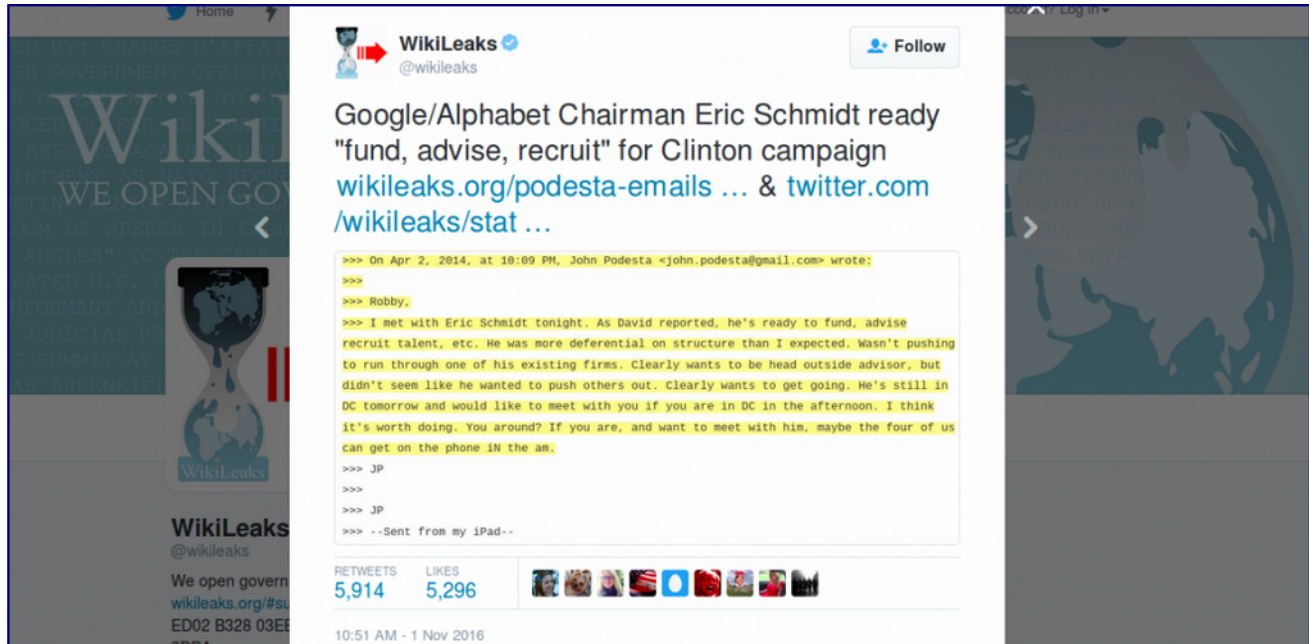 Home
Log in
WikiLeaks
@wikileaks
Follow
Google/Alphabet Chairman Eric Schmidt ready
"fund, advise, recruit" for Clinton campaign
wikileaks.org/podesta-emails … & twitter.com
/wikileaks/stat …
>>> On Apr 2, 2014, at 10:09 PM, John Podesta <john.podesta@gmail.com> wrote:
>>>
>>> Robby,
>>> I met with Eric Schmidt tonight. As David reported, he's ready to fund, advise
recruit talent, etc. He was more deferential on structure than I expected. Wasn't pushing
to run through one of his existing firms. Clearly wants to be head outside advisor, but
didn't seem like he wanted to push others out. Clearly wants to get going. He's still in
DC tomorrow and would like to meet with you if you are in DC in the afternoon. I think
it's worth doing. You around? If you are, and want to meet with him, maybe the four of us
can get on the phone iN the am.
>>> JP
>>>
>>> JP
>>> --Sent from my iPad--
RETWEETS LIKES
5,914 5,296
10:51 AM - 1 Nov 2016
WE OPEN GOV
WikiLeaks
WikiLeaks
@wikileaks
We open govern
wikileaks.org/#su
ED02 B328 03EE